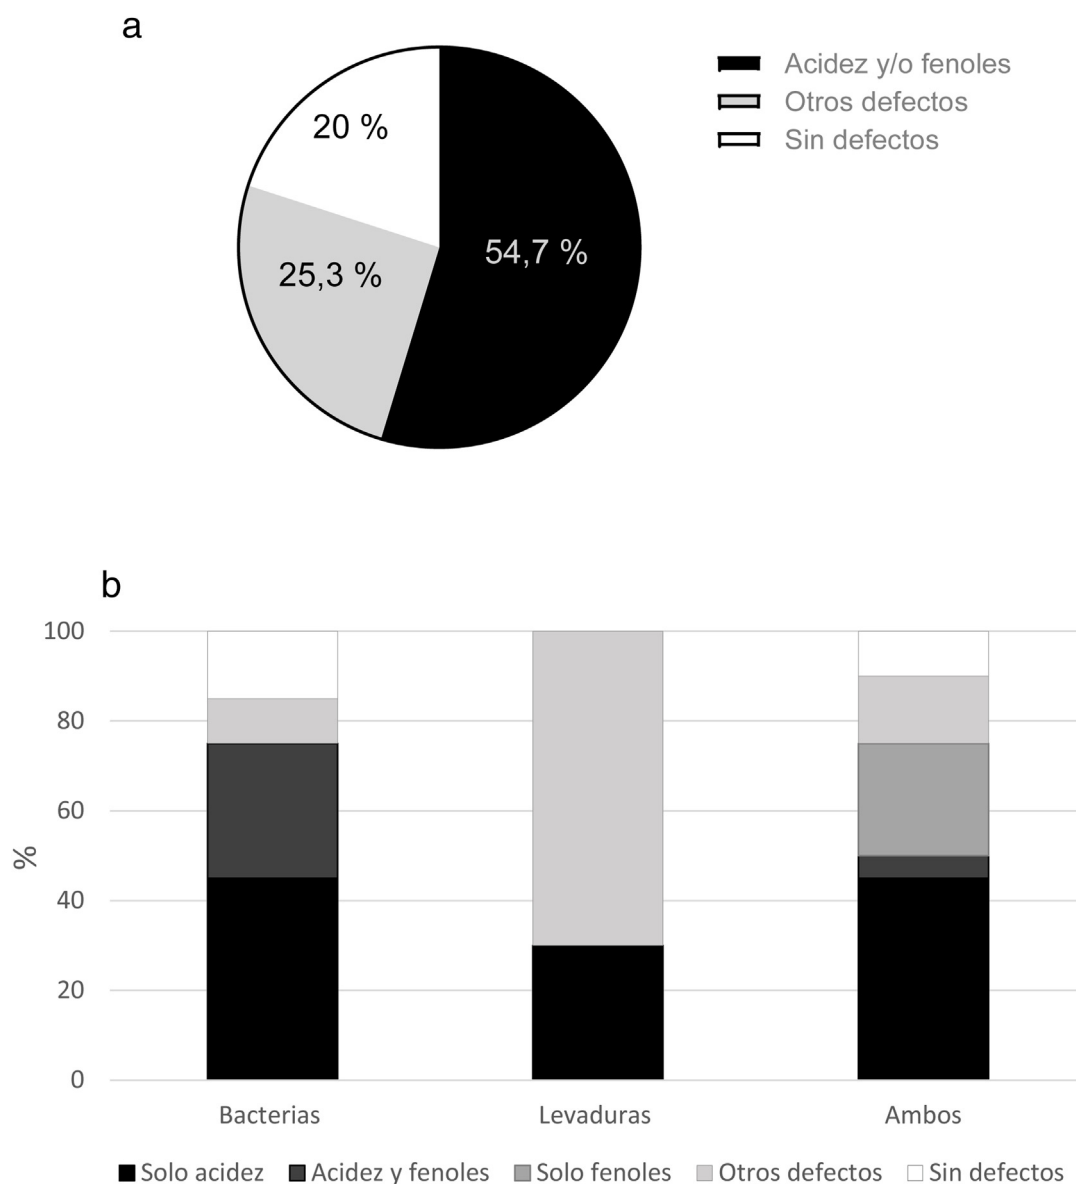 a
Acidez y/o fenoles
Otros defectos
Sin defectos
20 %
54,7 %
25,3 %
b
100
80
60
40
20
0
%
Bacterias
Levaduras
Ambos
Solo acidez
Acidez y fenoles
Solo fenoles
Otros defectos
Sin defectos